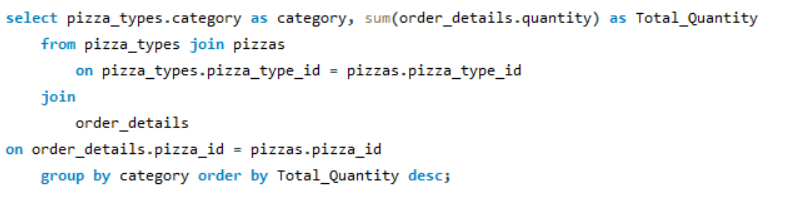 select pizza_types.category as category, sum(order_details.quantity) as Total_Quantity
from pizza_types join pizzas
on pizza_types.pizza_type_id = pizzas.pizza_type_id
join
order_details
on order_details.pizza_id = pizzas.pizza_id
group by category order by Total_Quantity desc;